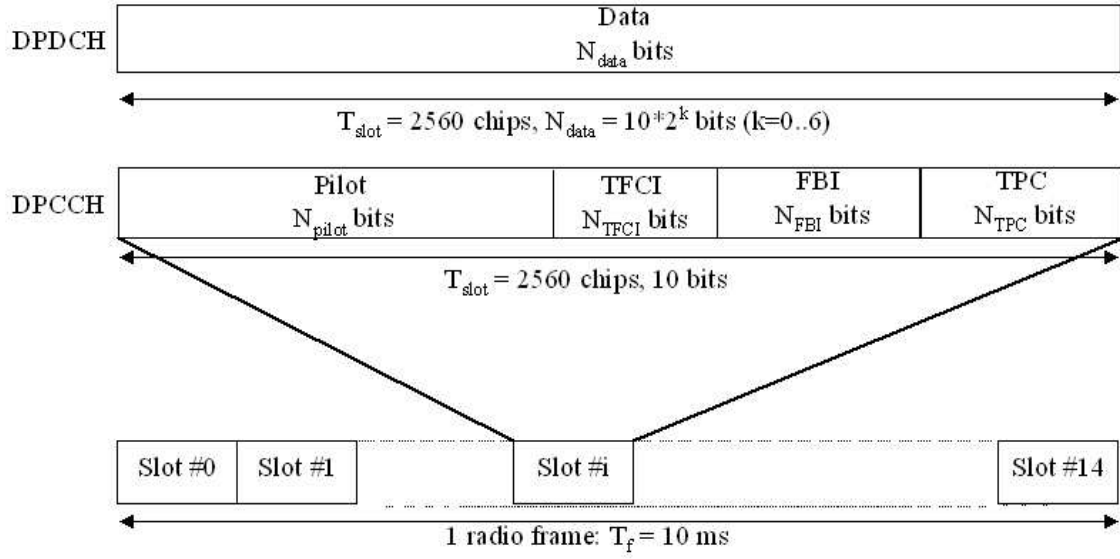 DPDCH
Data
N_data bits
T_slot = 2560 chips, N_data = 10*2^k bits (k=0..6)
DPCCH
Pilot
N_pilot bits
TFCI
N_TFCI bits
FBI
N_FBI bits
TPC
N_TPC bits
T_slot = 2560 chips, 10 bits
Slot #0
Slot #1
Slot #i
Slot #14
1 radio frame: T_f = 10 ms